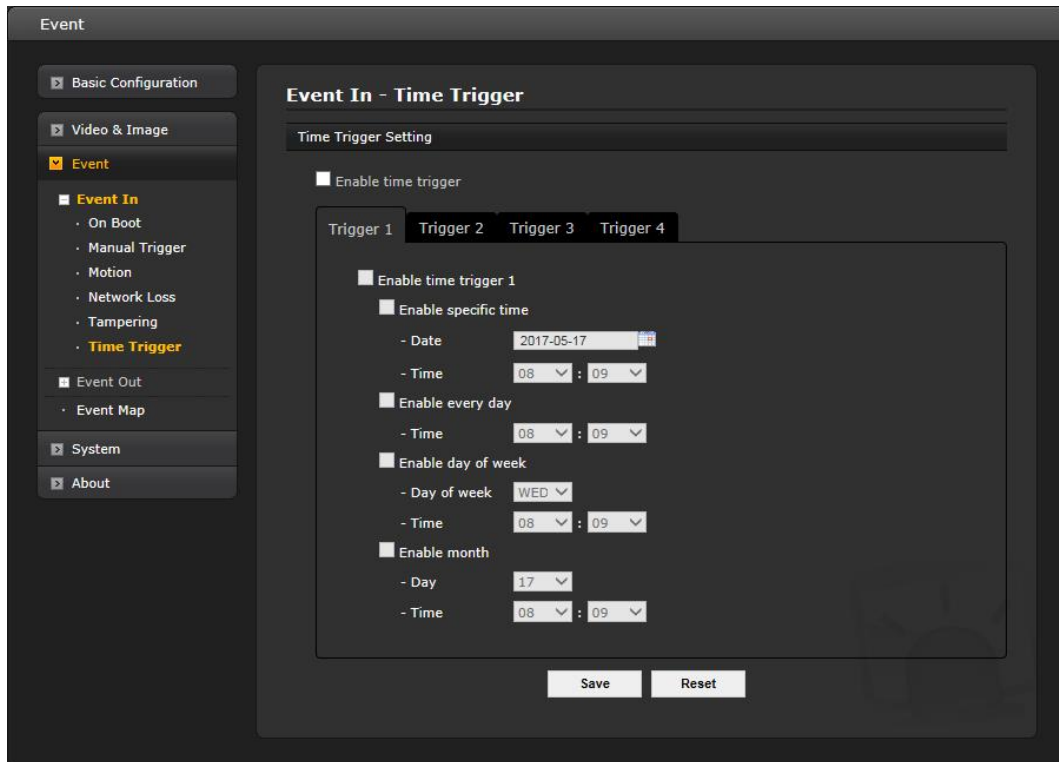 Event
Basic Configuration
Video & Image
Event
Event In
· On Boot
· Manual Trigger
· Motion
· Network Loss
· Tampering
· Time Trigger
Event Out
· Event Map
System
About
Event In - Time Trigger
Time Trigger Setting
Enable time trigger
Trigger 1 Trigger 2 Trigger 3 Trigger 4
Enable time trigger 1
Enable specific time
- Date 2017-05-17
- Time 08 : 09
Enable every day
- Time 08 : 09
Enable day of week
- Day of week WED
- Time 08 : 09
Enable month
- Day 17
- Time 08 : 09
Save Reset